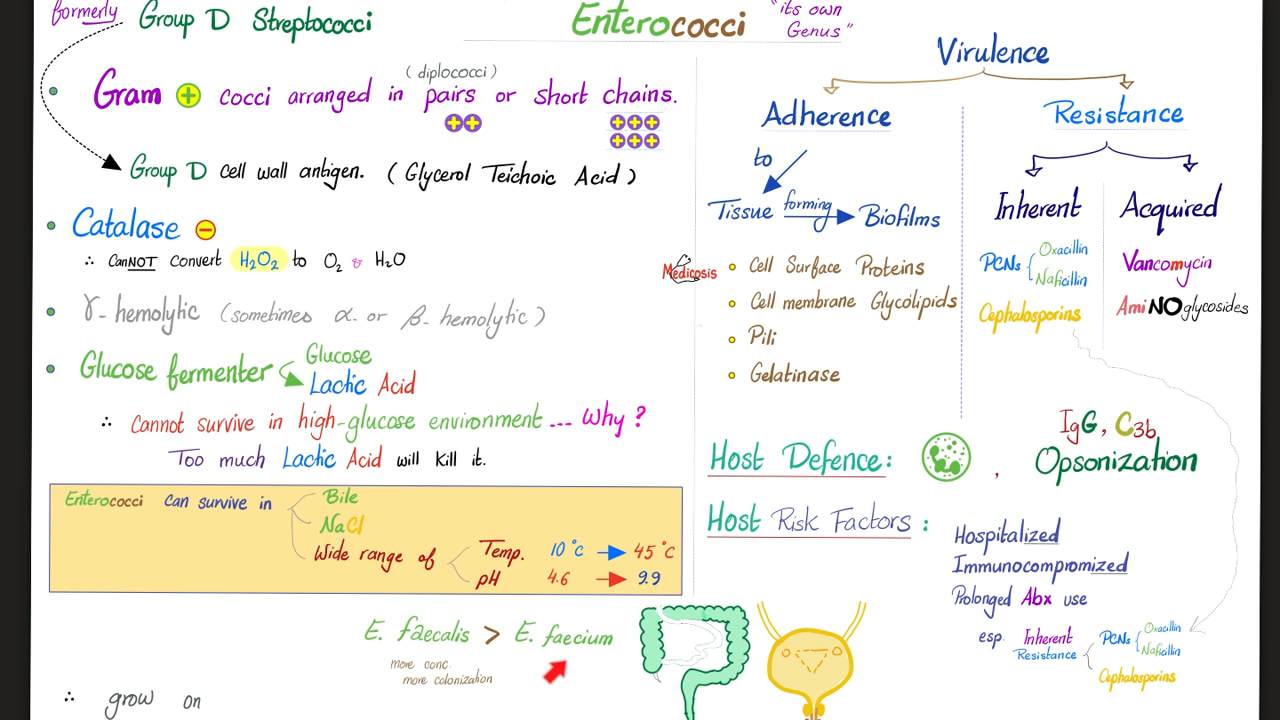 formerly Group D Streptococci
Enterococci
"its own Genus"
(diplococci)
Gram + cocci arranged in pairs or short chains.
Group D cell wall antigen. (Glycerol Teichoic Acid)
Catalase -
∴ CanNOT convert H2O2 to O2 & H2O
γ- hemolytic (sometimes α- or β- hemolytic)
Glucose fermenter
Glucose
Lactic Acid
∴ Cannot survive in high-glucose environment ... Why?
Too much Lactic Acid will kill it.
Enterococci can survive in
Bile
NaCl
Wide range of
Temp. 10°C → 45°C
pH 4.6 → 9.9
E. faecalis > E. faecium
more conc.
more colonization
∴ grow on
Virulence
Adherence
to
Tissue forming Biofilms
Medicosis
Cell Surface Proteins
Cell membrane Glycolipids
Pili
Gelatinase
Resistance
Inherent
PCNs { Oxacillin
Naficillin
Cephalosporins
Acquired
Vancomycin
AmiNOglycosides
Host Defence: , IgG, C3b
Opsonization
Host Risk Factors :
Hospitalized
Immunocompromized
Prolonged Abx use
esp. Inherent Resistance
PCNs { Oxacillin
Nafcillin
Cephalosporins